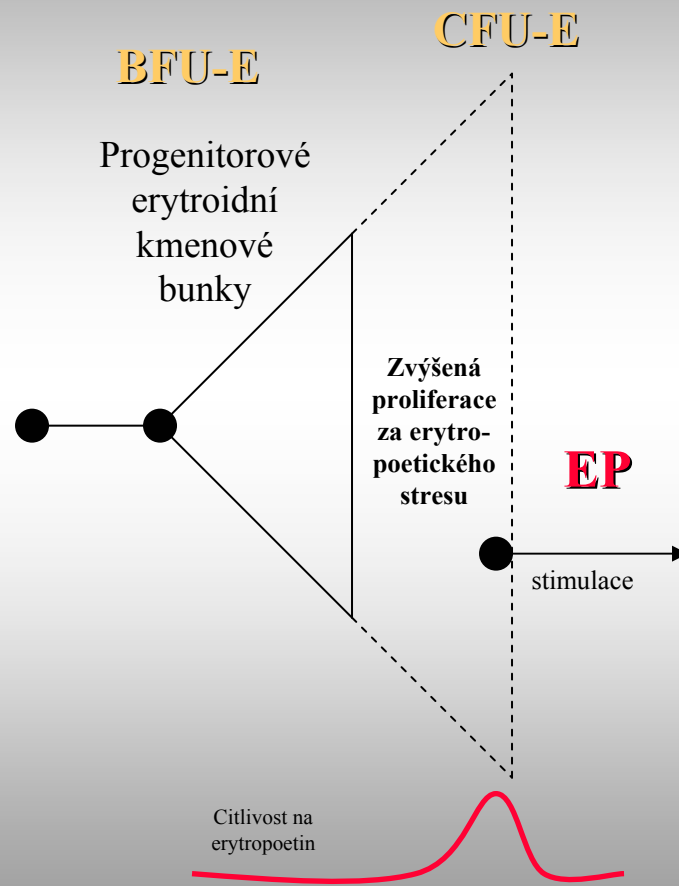 CFU-E
BFU-E
Progenitorové
erytroidní
kmenové
bunky
Zvýšená
proliferace
za erytro-
poetického
stresu
EP
stimulace
Citlivost na
erytropoetin